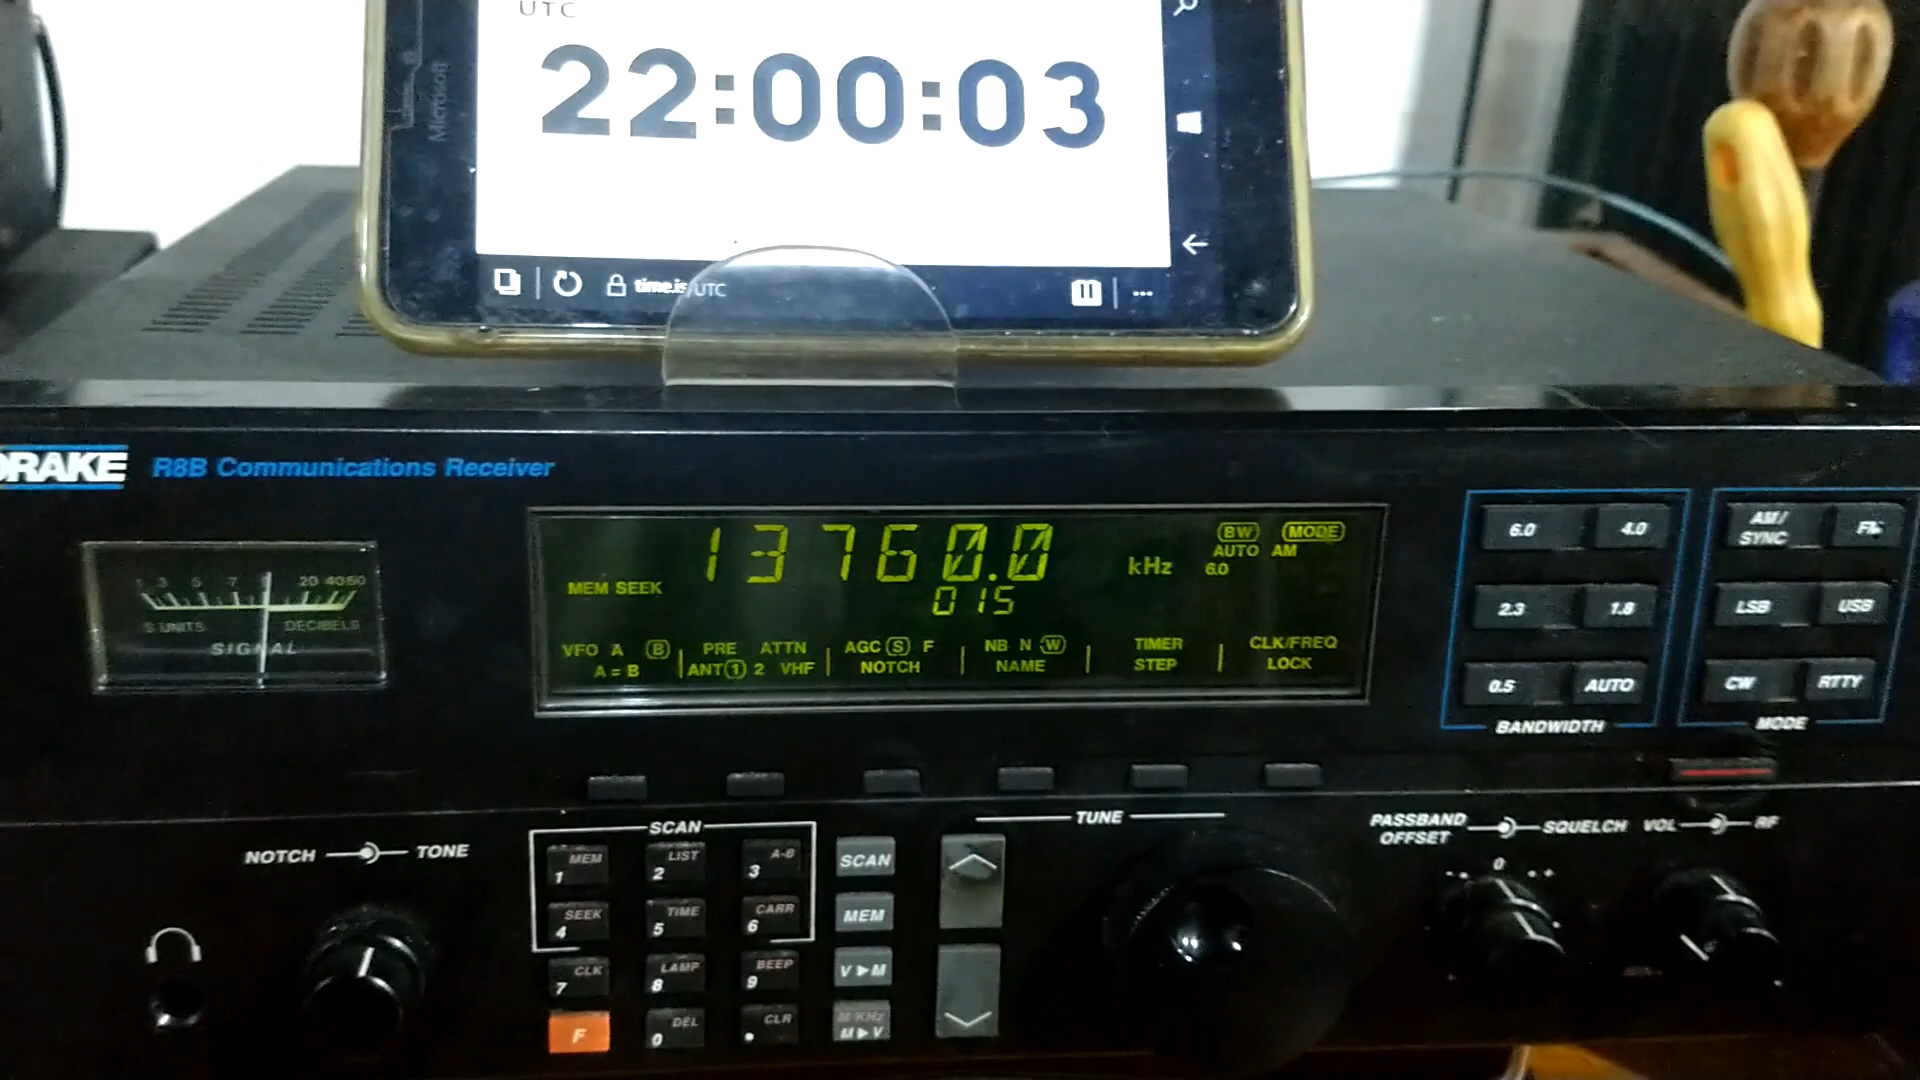 UTC
22:00:03
Microsoft
time.is/UTC
DRAKE R8B Communications Receiver
1 3 5 7 9 20 40 60
S UNITS DECIBELS
SIGNAL
13760.0 kHz
BW MODE
AUTO AM
6.0
MEM SEEK
015
VFO A B
A = B
PRE ATTN
ANT 1 2 VHF
AGC S F
NOTCH
NB N W
NAME
TIMER
STEP
CLK/FREQ
LOCK
6.0 4.0
2.3 1.8
0.5 AUTO
BANDWIDTH
AM/
SYNC
FM
LSB USB
CW RTTY
MODE
NOTCH TONE
SCAN
MEM 1
LIST 2
A-B 3
SEEK 4
TIME 5
CARR 6
CLK 7
LAMP 8
BEEP 9
F
DEL 0
CLR .
SCAN
MEM
V▶M
M/KHz
M▶V
TUNE
PASSBAND
OFFSET
SQUELCH
VOL RF
0